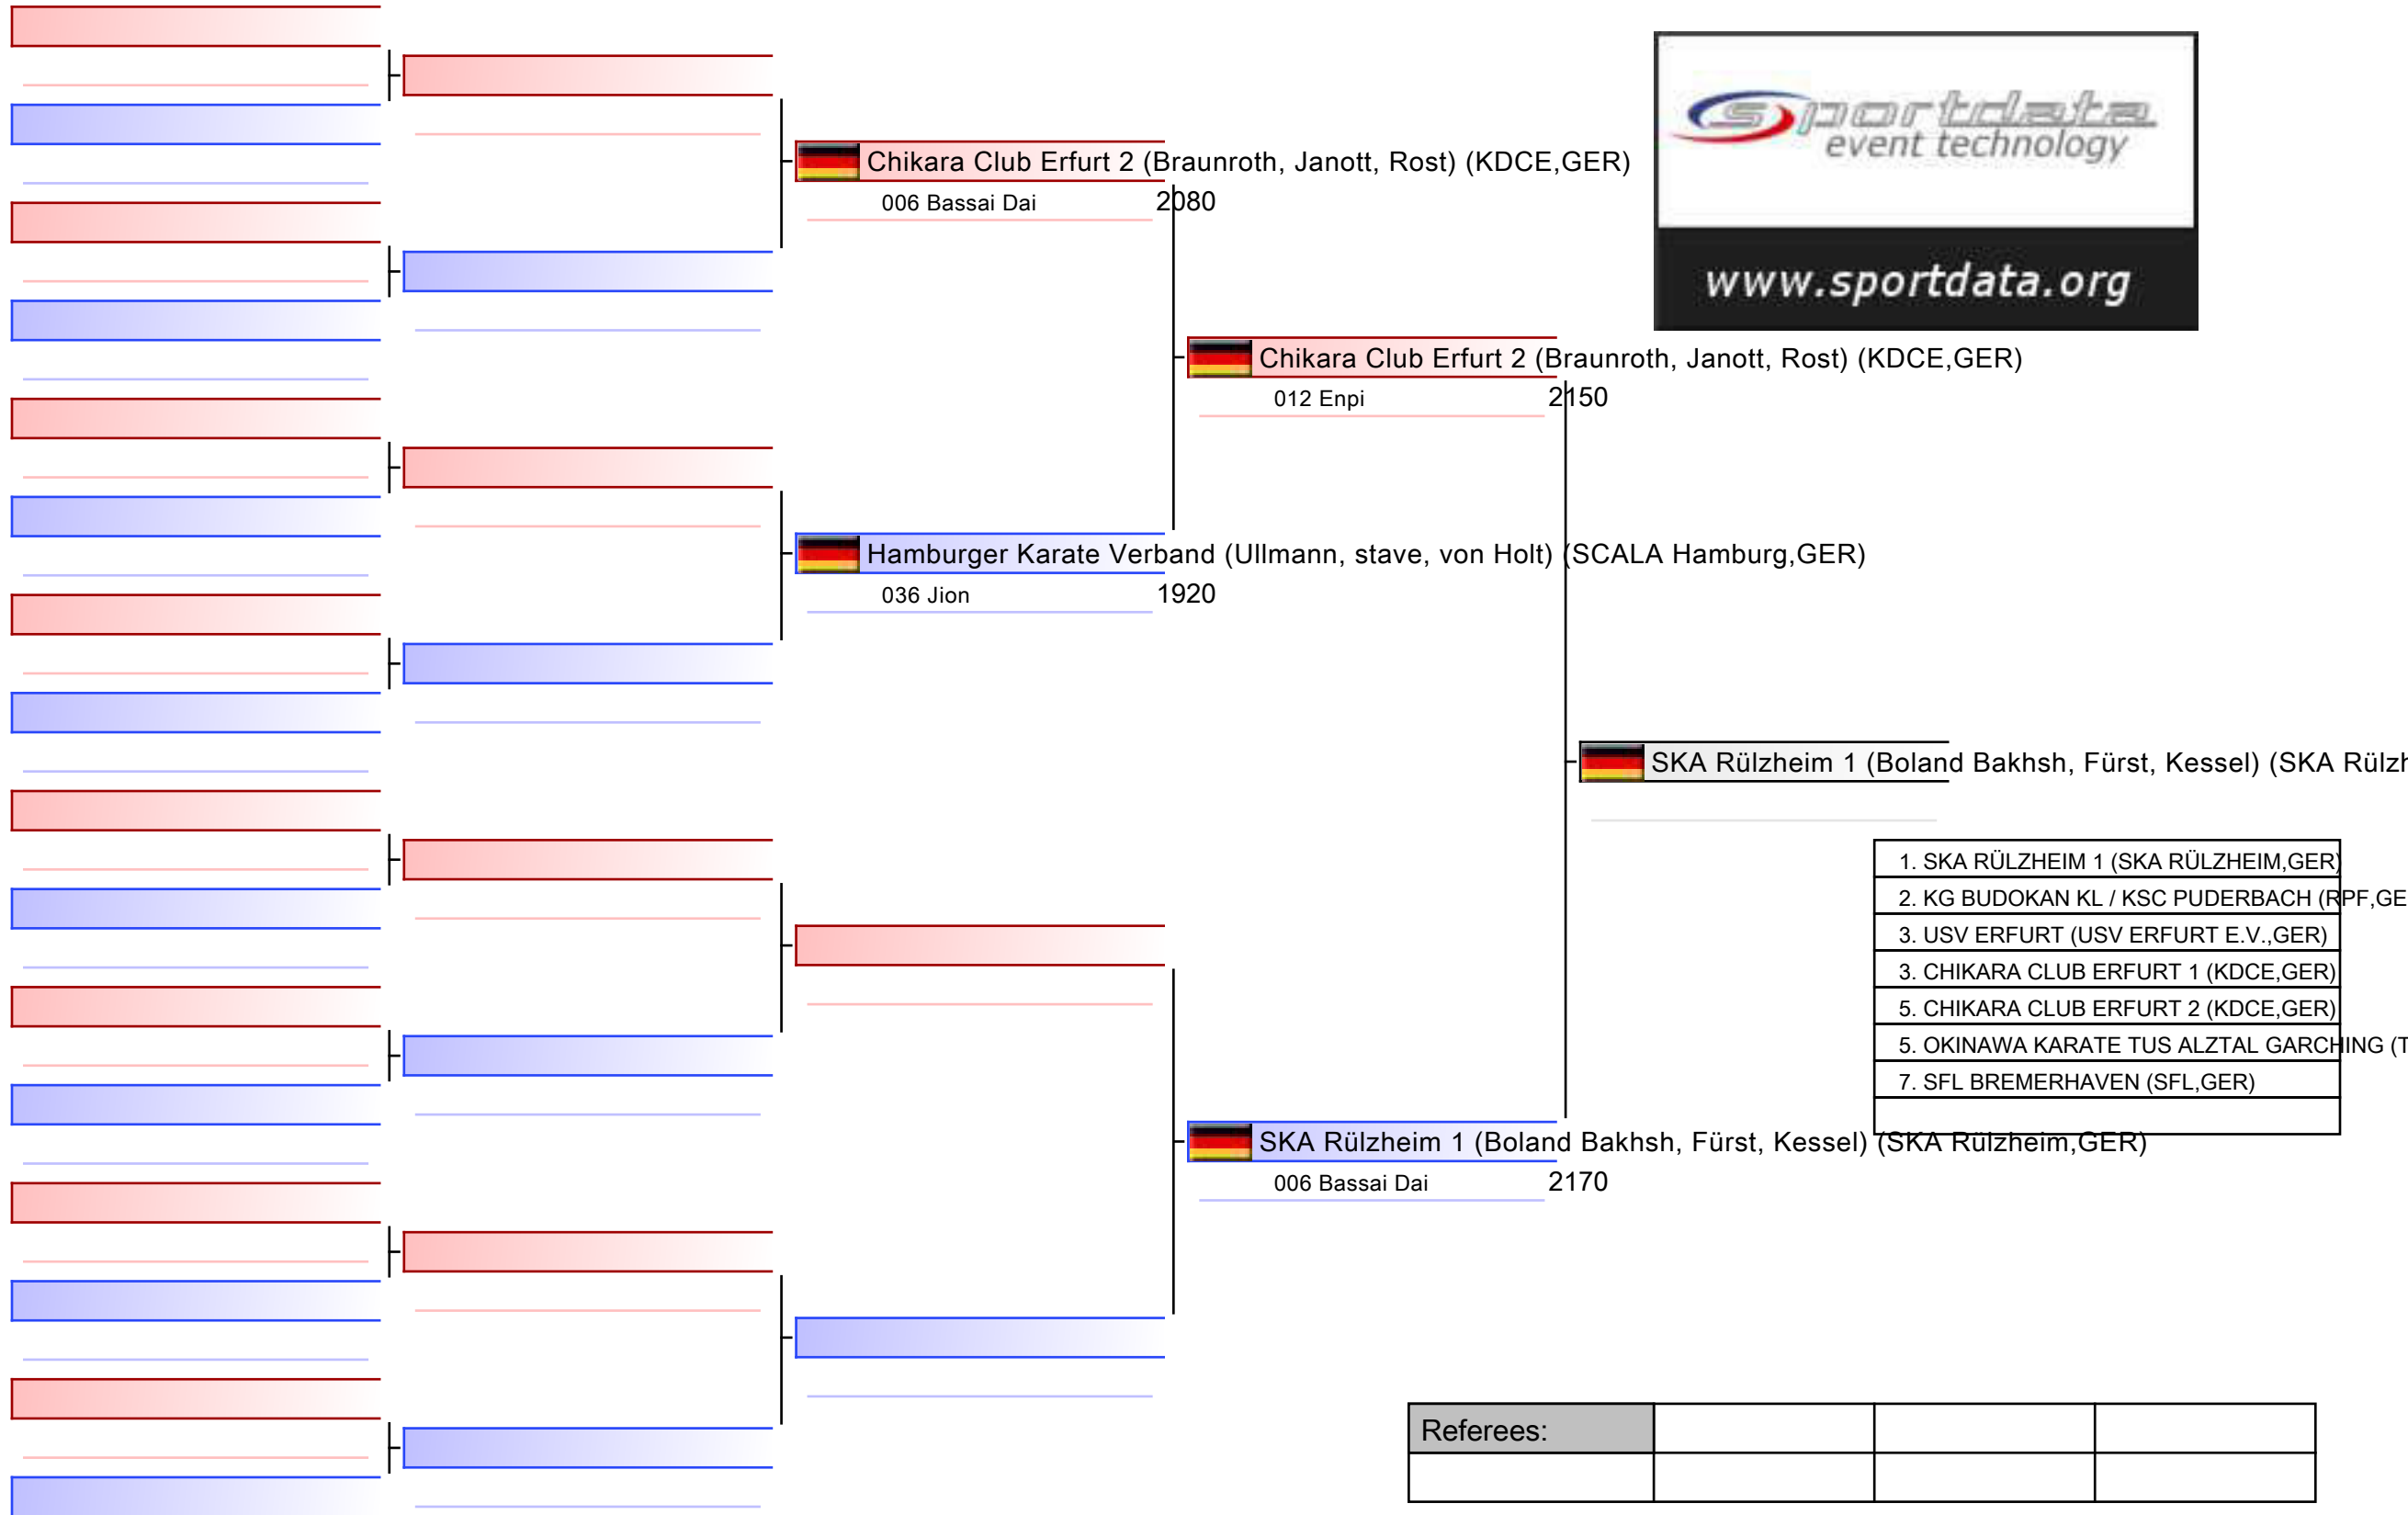 sportdata
event technology
www.sportdata.org
Chikara Club Erfurt 2 (Braunroth, Janott, Rost) (KDCE,GER)
006 Bassai Dai 2080
Chikara Club Erfurt 2 (Braunroth, Janott, Rost) (KDCE,GER)
012 Enpi 2150
Hamburger Karate Verband (Ullmann, stave, von Holt) (SCALA Hamburg,GER)
036 Jion 1920
SKA Rülzheim 1 (Boland Bakhsh, Fürst, Kessel) (SKA Rülzh
1. SKA RÜLZHEIM 1 (SKA RÜLZHEIM,GER)
2. KG BUDOKAN KL / KSC PUDERBACH (RPF,GE
3. USV ERFURT (USV ERFURT E.V.,GER)
3. CHIKARA CLUB ERFURT 1 (KDCE,GER)
5. CHIKARA CLUB ERFURT 2 (KDCE,GER)
5. OKINAWA KARATE TUS ALZTAL GARCHING (T
7. SFL BREMERHAVEN (SFL,GER)
SKA Rülzheim 1 (Boland Bakhsh, Fürst, Kessel) (SKA Rülzheim,GER)
006 Bassai Dai 2170
Referees: